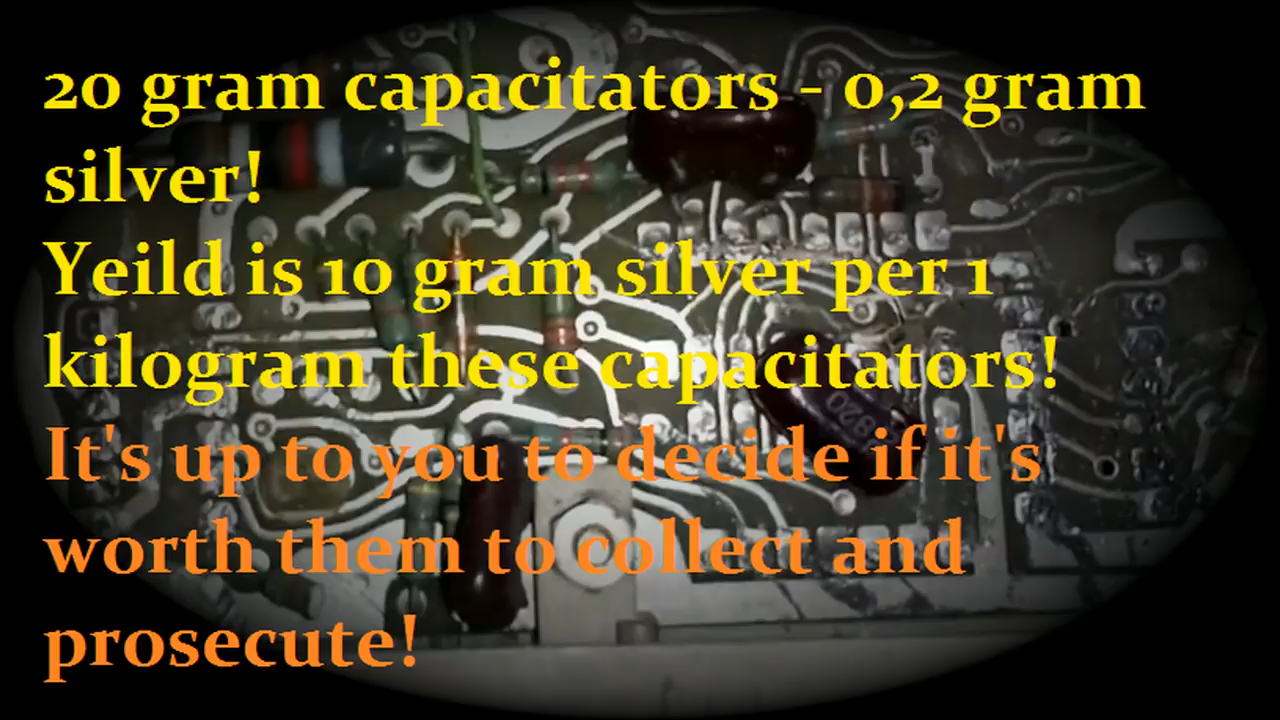 20 gram capacitators - 0,2 gram
silver!
Yeild is 10 gram silver per 1
kilogram these capacitators!
It's up to you to decide if it's
worth them to collect and
prosecute!
820